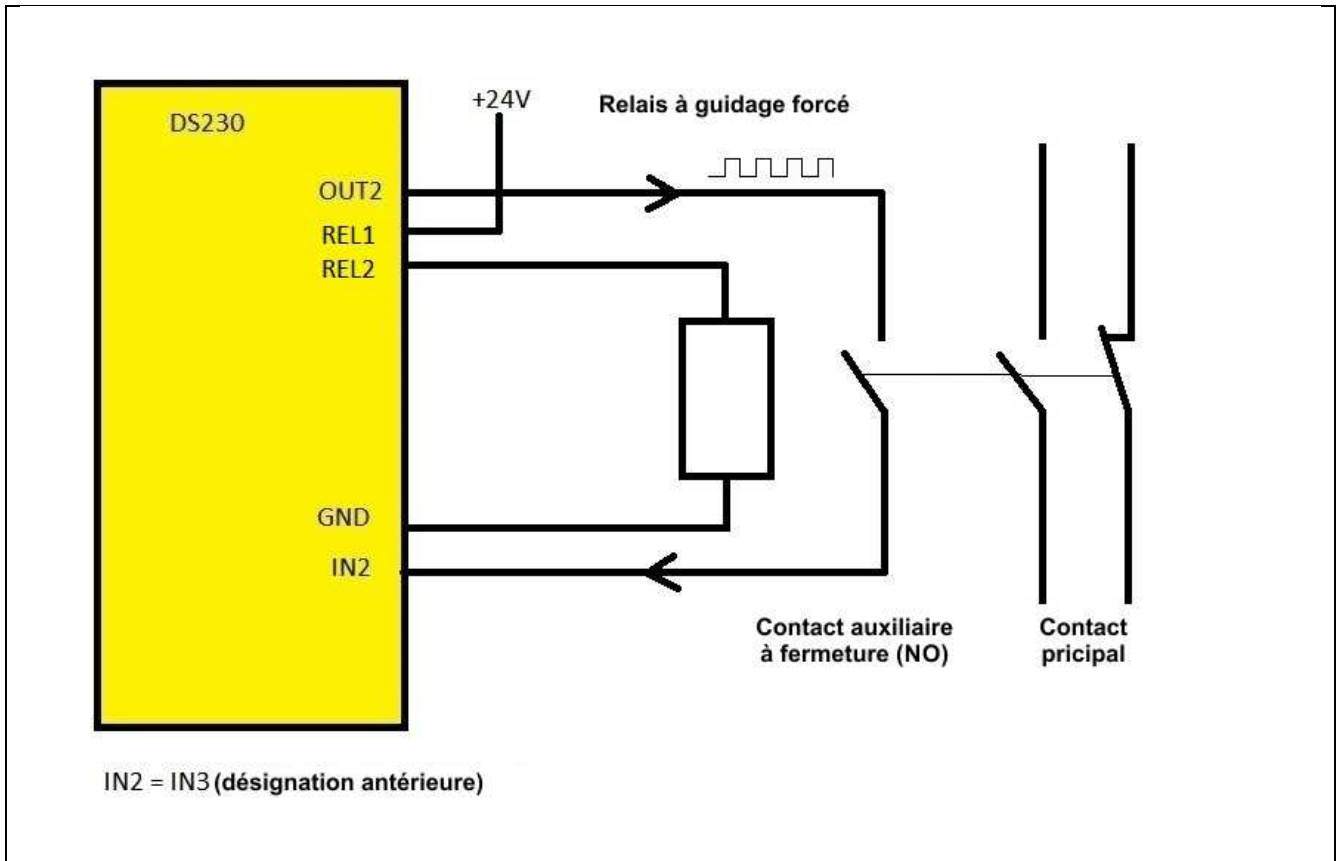 DS230
+24V
Relais à guidage forcé
OUT2
REL1
REL2
GND
IN2
Contact auxiliaire
à fermeture (NO)
Contact
pricipal
IN2 = IN3 (désignation antérieure)